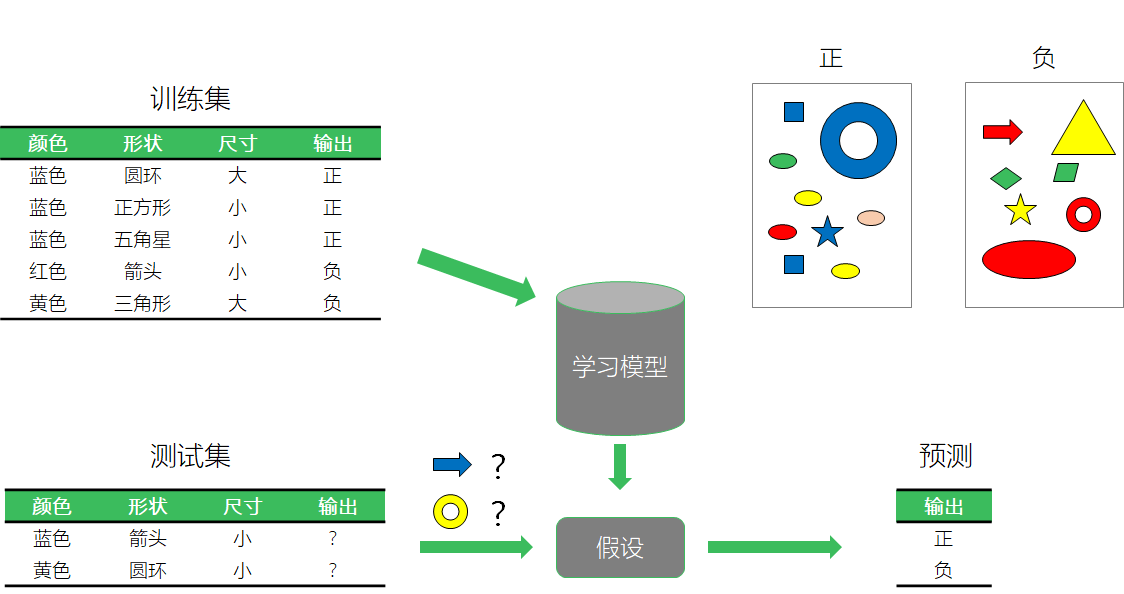 正 负
训练集
颜色 形状 尺寸 输出
蓝色 圆环 大 正
蓝色 正方形 小 正
蓝色 五角星 小 正
红色 箭头 小 负
黄色 三角形 大 负
学习模型
测试集
颜色 形状 尺寸 输出
蓝色 箭头 小 ?
黄色 圆环 小 ?
?
?
假设
预测
输出
正
负